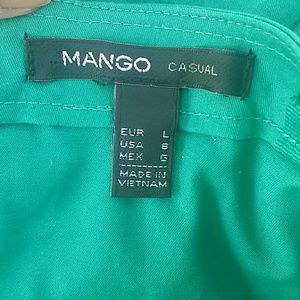 MANGO CASUAL
EUR L
USA 8
MEX G
MADE IN
VIETNAM